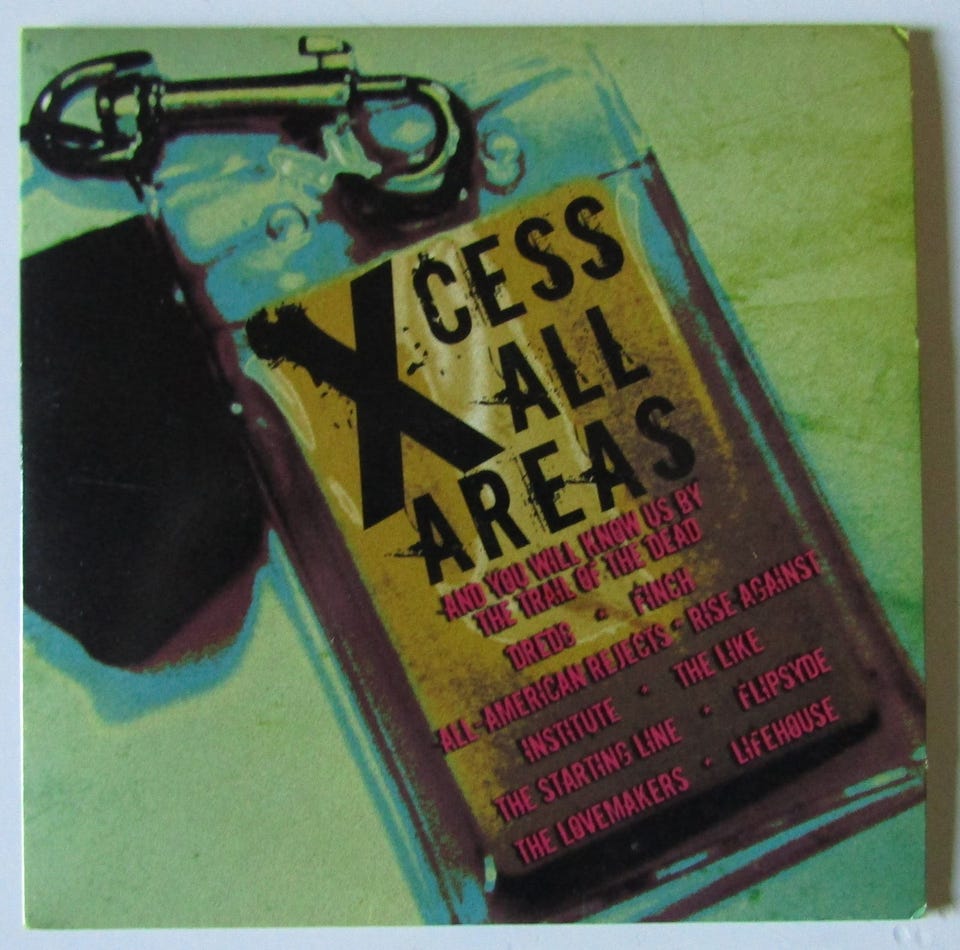 XCESS
ALL
AREAS
AND YOU WILL KNOW US BY
THE TRAIL OF THE DEAD
DREDG • FINCH
ALL-AMERICAN REJECTS • RISE AGAINST
INSTITUTE • THE LIKE
THE STARTING LINE • FLIPSYDE
THE LOVEMAKERS • LIFEHOUSE